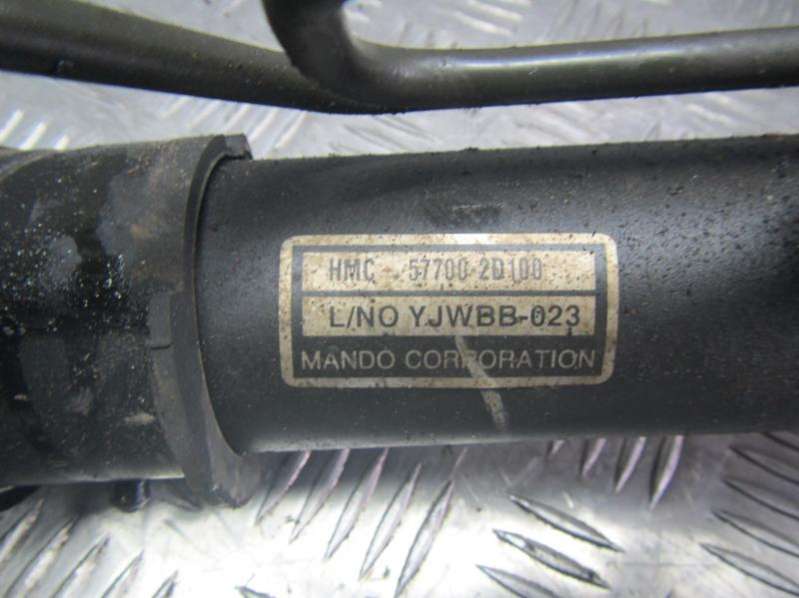 HMC 57700-2D100
L/NO YJWBB-023
MANDO CORPORATION